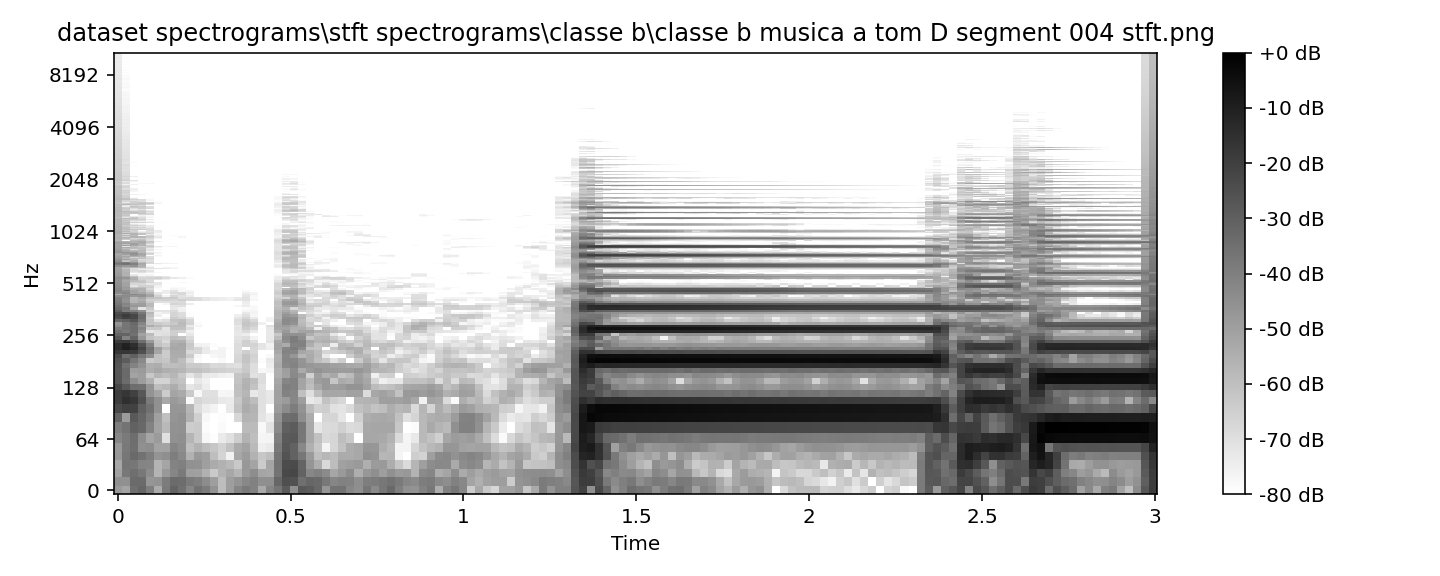 dataset spectrograms\stft spectrograms\classe b\classe b musica a tom D segment 004 stft.png
8192
4096
2048
1024
512
256
128
64
0
Hz
0
0.5
1
1.5
2
2.5
3
Time
+0 dB
-10 dB
-20 dB
-30 dB
-40 dB
-50 dB
-60 dB
-70 dB
-80 dB